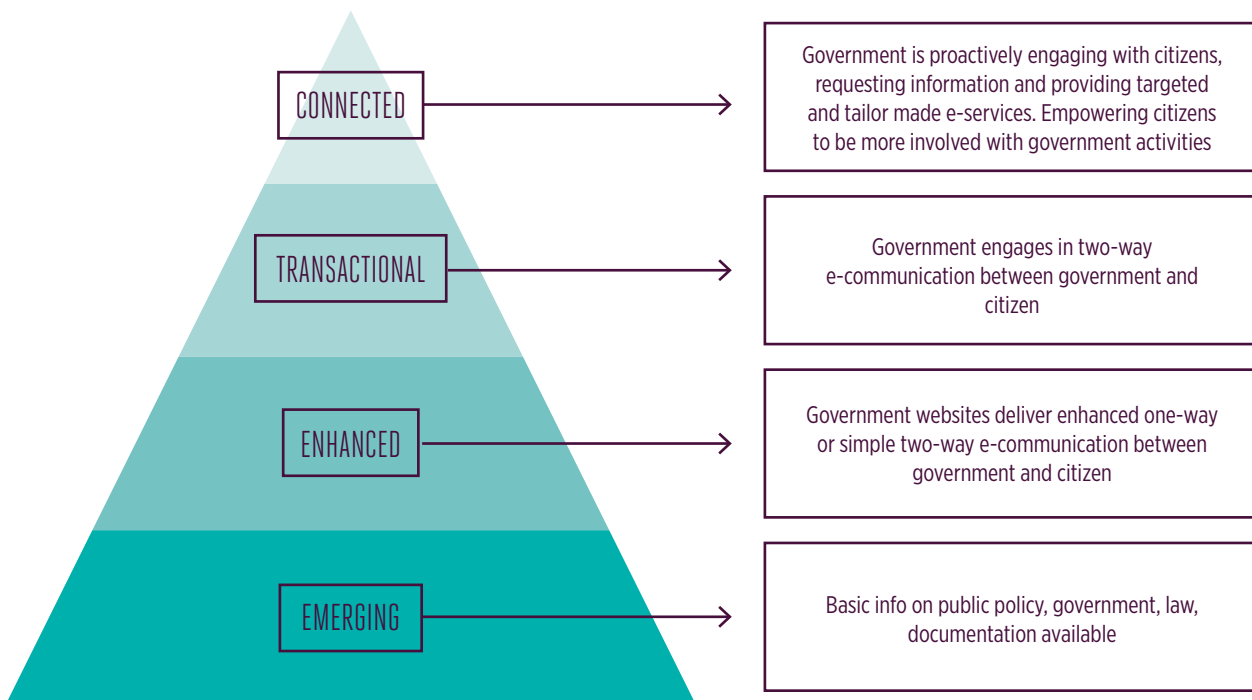 CONNECTED
Government is proactively engaging with citizens,
requesting information and providing targeted
and tailor made e-services. Empowering citizens
to be more involved with government activities
TRANSACTIONAL
Government engages in two-way
e-communication between government and
citizen
ENHANCED
Government websites deliver enhanced one-way
or simple two-way e-communication between
government and citizen
EMERGING
Basic info on public policy, government, law,
documentation available